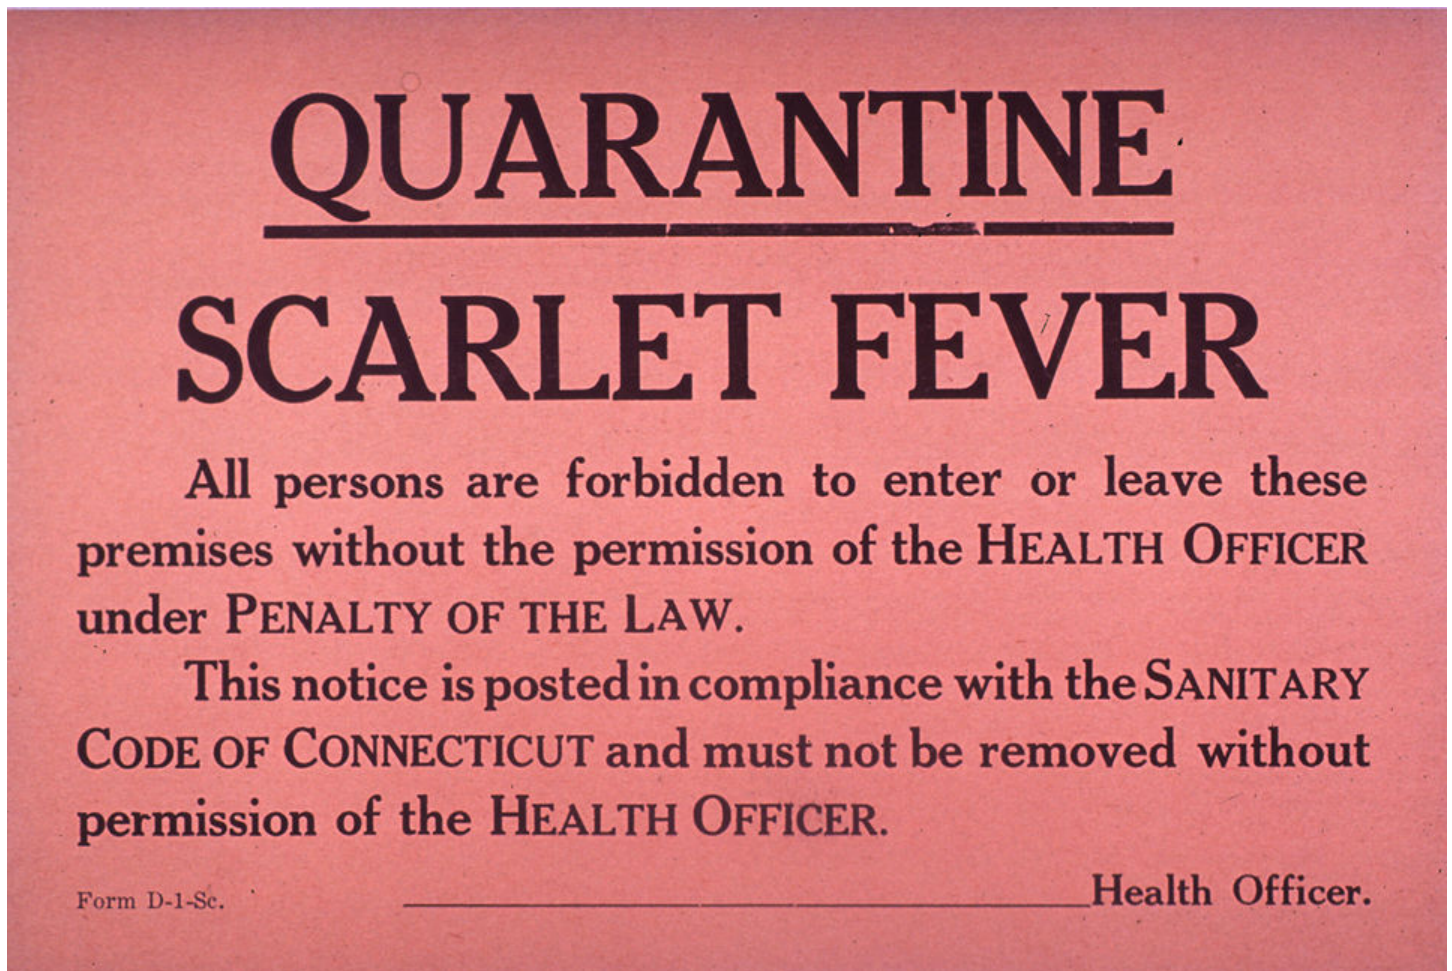 QUARANTINE
SCARLET FEVER
All persons are forbidden to enter or leave these
premises without the permission of the HEALTH OFFICER
under PENALTY OF THE LAW.
This notice is posted in compliance with the SANITARY
CODE OF CONNECTICUT and must not be removed without
permission of the HEALTH OFFICER.
Form D-1-Sc.
Health Officer.